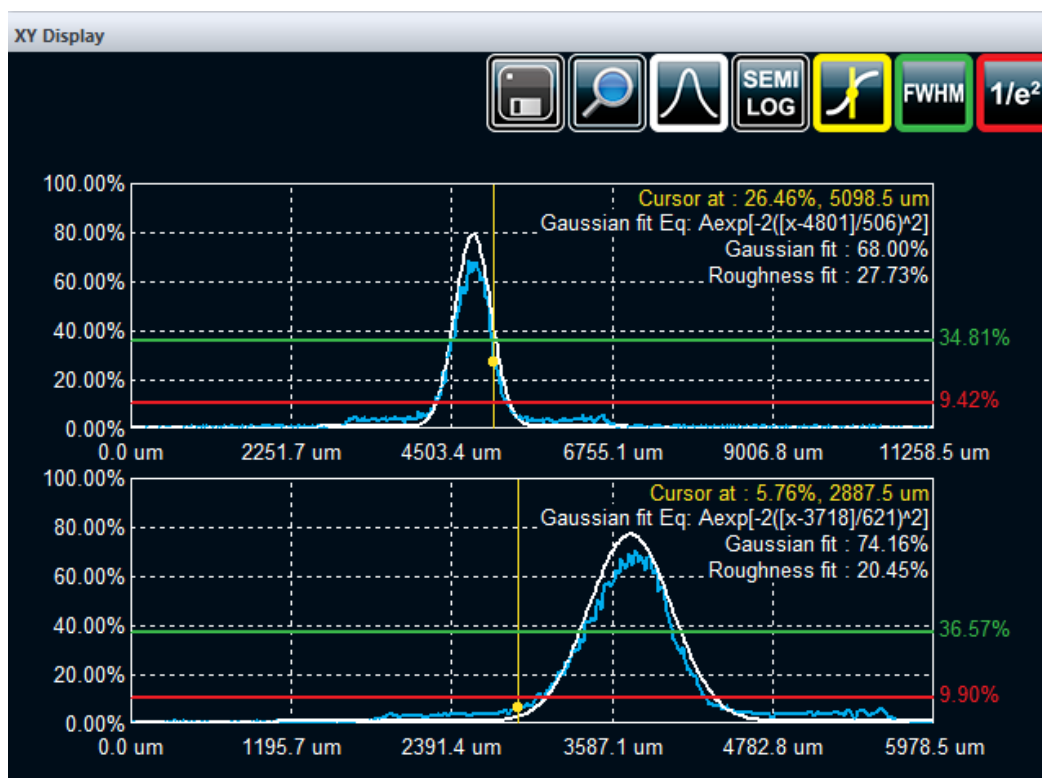 XY Display
SEMI
LOG
FWHM
1/e²
100.00%
80.00%
60.00%
40.00%
20.00%
0.00%
Cursor at : 26.46%, 5098.5 um
Gaussian fit Eq: Aexp[-2([x-4801]/506)^2]
Gaussian fit : 68.00%
Roughness fit : 27.73%
34.81%
9.42%
0.0 um
2251.7 um
4503.4 um
6755.1 um
9006.8 um
11258.5 um
100.00%
80.00%
60.00%
40.00%
20.00%
0.00%
Cursor at : 5.76%, 2887.5 um
Gaussian fit Eq: Aexp[-2([x-3718]/621)^2]
Gaussian fit : 74.16%
Roughness fit : 20.45%
36.57%
9.90%
0.0 um
1195.7 um
2391.4 um
3587.1 um
4782.8 um
5978.5 um